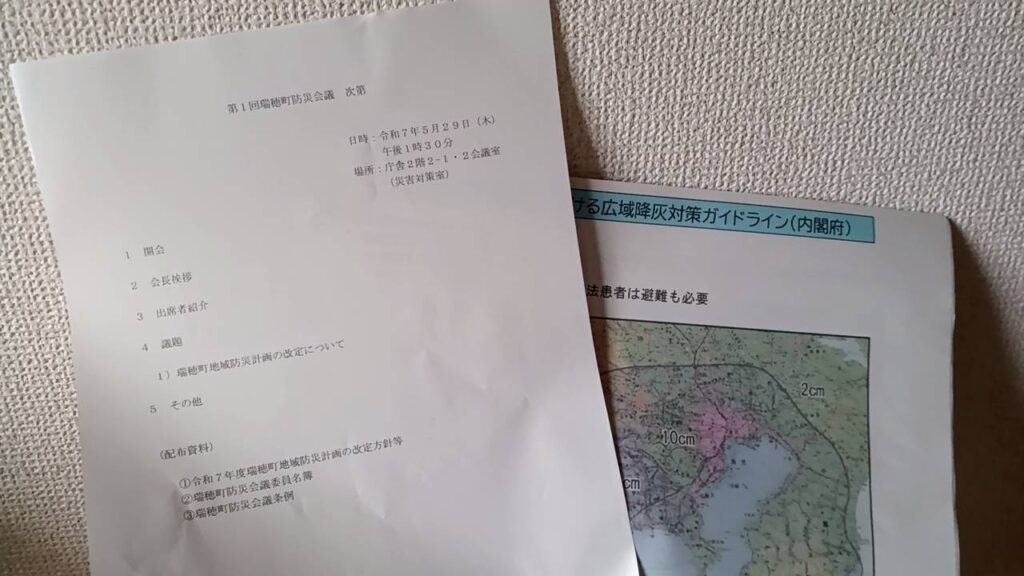 第1回瑞穂町防災会議　次第
日時：令和7年5月29日（木）
午後1時30分
場所：庁舎2階2-1・2会議室
（災害対策室）
1　開会
2　会長挨拶
3　出席者紹介
4　議題
1）瑞穂町地域防災計画の改定について
5　その他
（配布資料）
①令和7年度瑞穂町地域防災計画の改定方針等
②瑞穂町防災会議委員名簿
③瑞穂町防災会議条例
ける広域降灰対策ガイドライン（内閣府）
法患者は避難も必要
2cm
10cm
cm